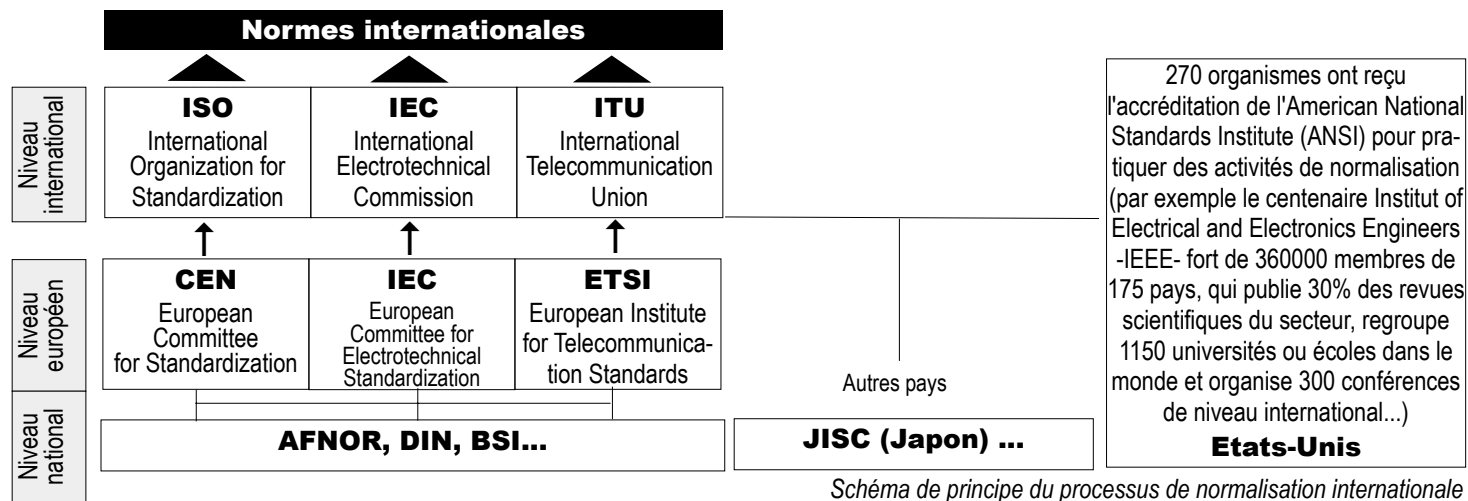 Normes internationales
Niveau
international
ISO
International
Organization for
Standardization
IEC
International
Electrotechnical
Commission
ITU
International
Telecommunication
Union
Niveau
européen
CEN
European
Committee
for Standardization
IEC
European
Committee for
Electrotechnical
Standardization
ETSI
European Institute
for Telecommunica-
tion Standards
Niveau
national
AFNOR, DIN, BSI...
Autres pays
JISC (Japon) ...
270 organismes ont reçu
l'accréditation de l'American National
Standards Institute (ANSI) pour pra-
tiquer des activités de normalisation
(par exemple le centenaire Institut of
Electrical and Electronics Engineers
-IEEE- fort de 360000 membres de
175 pays, qui publie 30% des revues
scientifiques du secteur, regroupe
1150 universités ou écoles dans le
monde et organise 300 conférences
de niveau international...)
Etats-Unis
Schéma de principe du processus de normalisation internationale